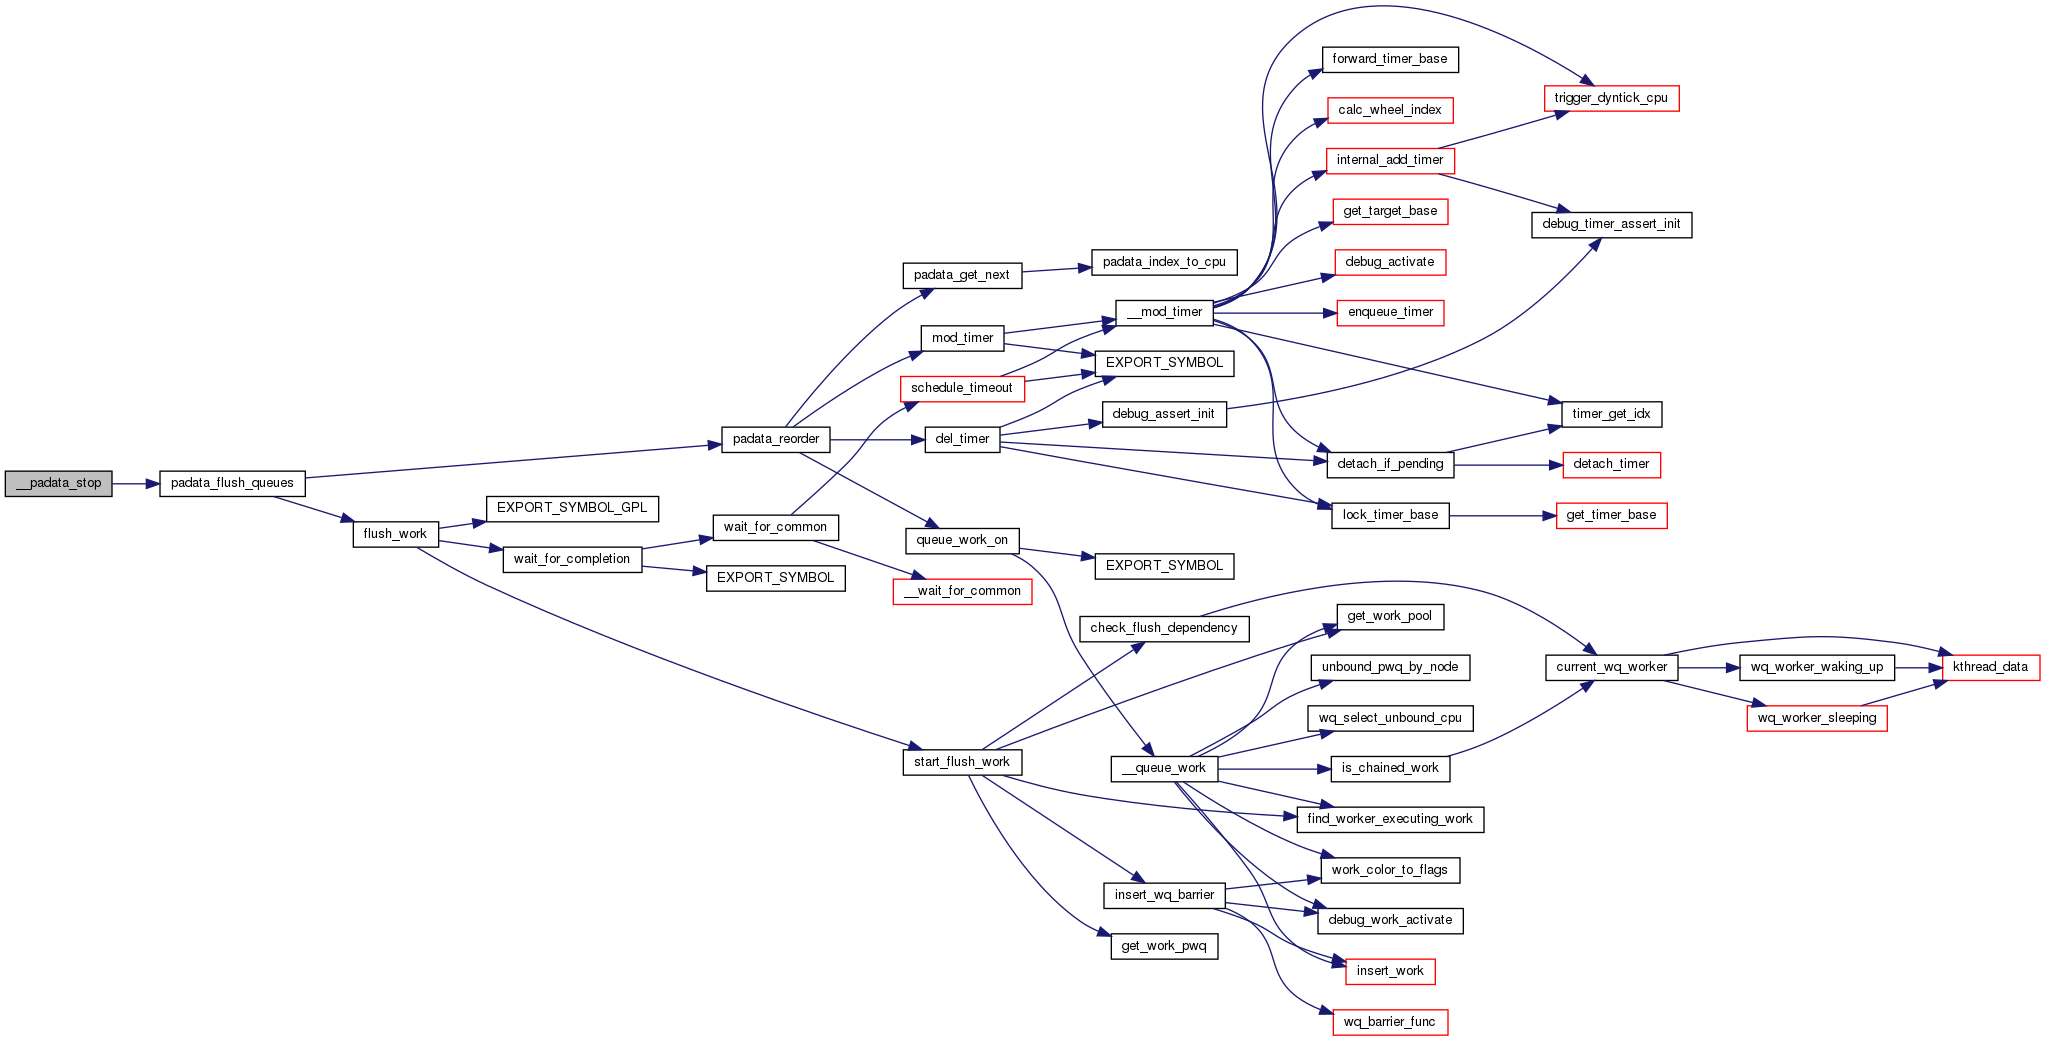 __padata_stop
padata_flush_queues
flush_work
EXPORT_SYMBOL_GPL
wait_for_completion
padata_reorder
wait_for_common
EXPORT_SYMBOL
padata_get_next
mod_timer
schedule_timeout
del_timer
queue_work_on
__wait_for_common
start_flush_work
padata_index_to_cpu
__mod_timer
EXPORT_SYMBOL
debug_assert_init
EXPORT_SYMBOL
check_flush_dependency
__queue_work
insert_wq_barrier
get_work_pwq
forward_timer_base
calc_wheel_index
internal_add_timer
get_target_base
debug_activate
enqueue_timer
detach_if_pending
lock_timer_base
get_work_pool
unbound_pwq_by_node
wq_select_unbound_cpu
is_chained_work
find_worker_executing_work
work_color_to_flags
debug_work_activate
insert_work
wq_barrier_func
trigger_dyntick_cpu
debug_timer_assert_init
timer_get_idx
detach_timer
get_timer_base
current_wq_worker
wq_worker_waking_up
wq_worker_sleeping
kthread_data